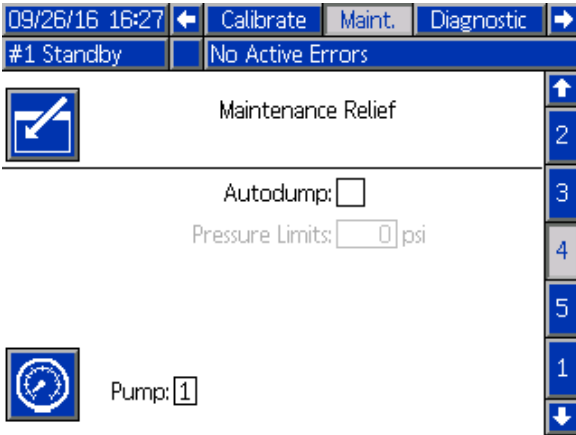 09/26/16 16:27 Calibrate Maint. Diagnostic
#1 Standby No Active Errors
Maintenance Relief
2
Autodump:
3
Pressure Limits: 0 psi
4
5
1
Pump: 1